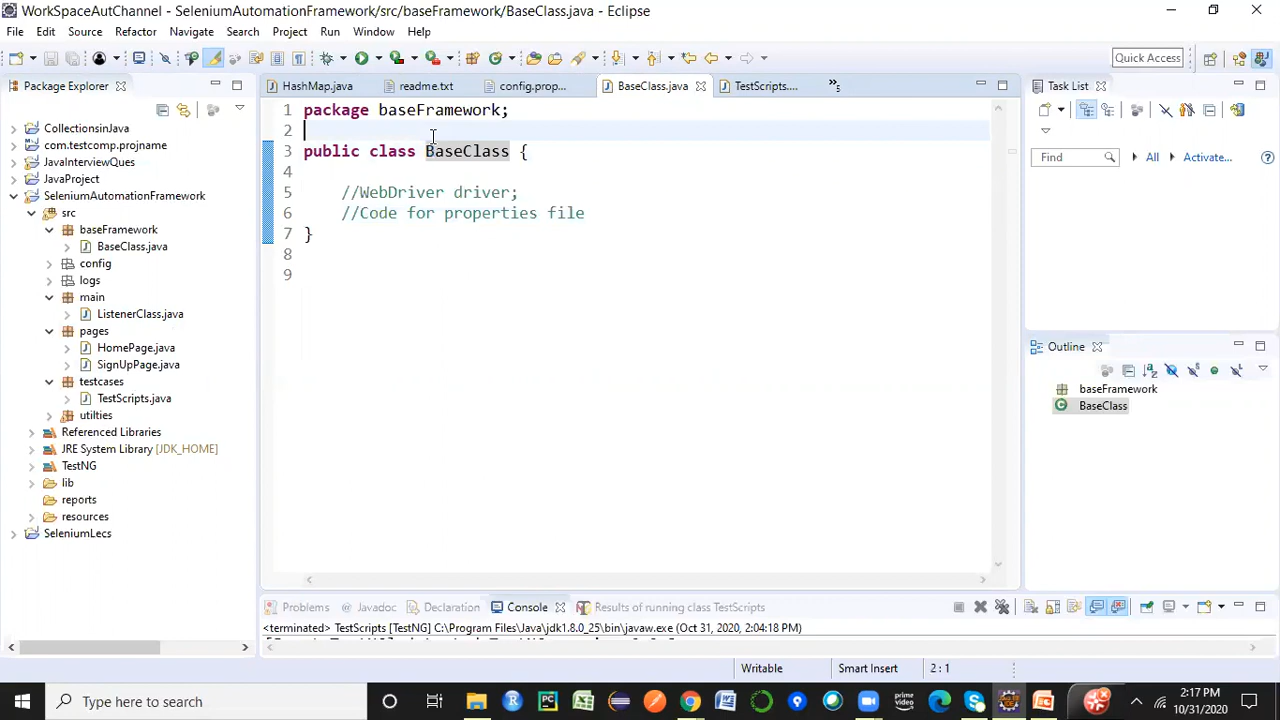 WorkSpaceAutChannel - SeleniumAutomationFramework/src/baseFramework/BaseClass.java - Eclipse
File Edit Source Refactor Navigate Search Project Run Window Help
Quick Access
Package Explorer
CollectionsinJava
com.testcomp.projname
JavaInterviewQues
JavaProject
SeleniumAutomationFramework
src
baseFramework
BaseClass.java
config
logs
main
ListenerClass.java
pages
HomePage.java
SignUpPage.java
testcases
TestScripts.java
utilties
Referenced Libraries
JRE System Library [JDK_HOME]
TestNG
lib
reports
resources
SeleniumLecs
HashMap.java readme.txt config.prop... BaseClass.java TestScripts....
1 package baseFramework;
2
3 public class BaseClass {
4
5 //WebDriver driver;
6 //Code for properties file
7 }
8
9
Task List
Find All Activate...
Outline
baseFramework
BaseClass
Problems Javadoc Declaration Console Results of running class TestScripts
<terminated> TestScripts [TestNG] C:\Program Files\Java\jdk1.8.0_25\bin\javaw.exe (Oct 31, 2020, 2:04:18 PM)
Writable Smart Insert 2 : 1
Type here to search
prime video
2:17 PM
10/31/2020